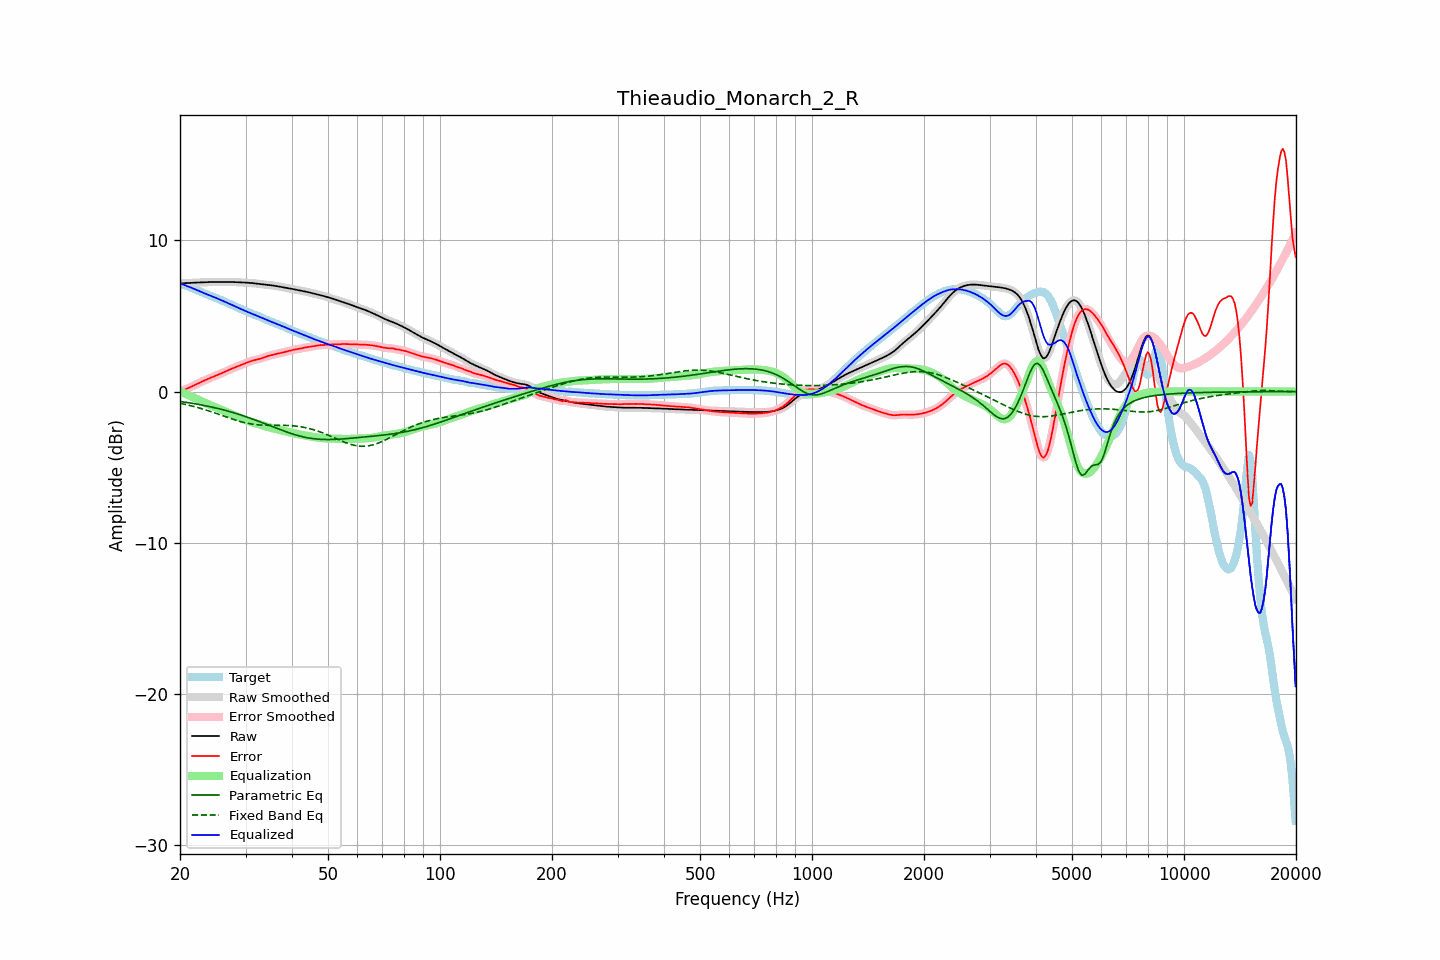 Thieaudio_Monarch_2_R
Amplitude (dBr)
10
0
−10
−20
−30
Target
Raw Smoothed
Error Smoothed
Raw
Error
Equalization
Parametric Eq
Fixed Band Eq
Equalized
20 50 100 200 500 1000 2000 5000 10000 20000
Frequency (Hz)